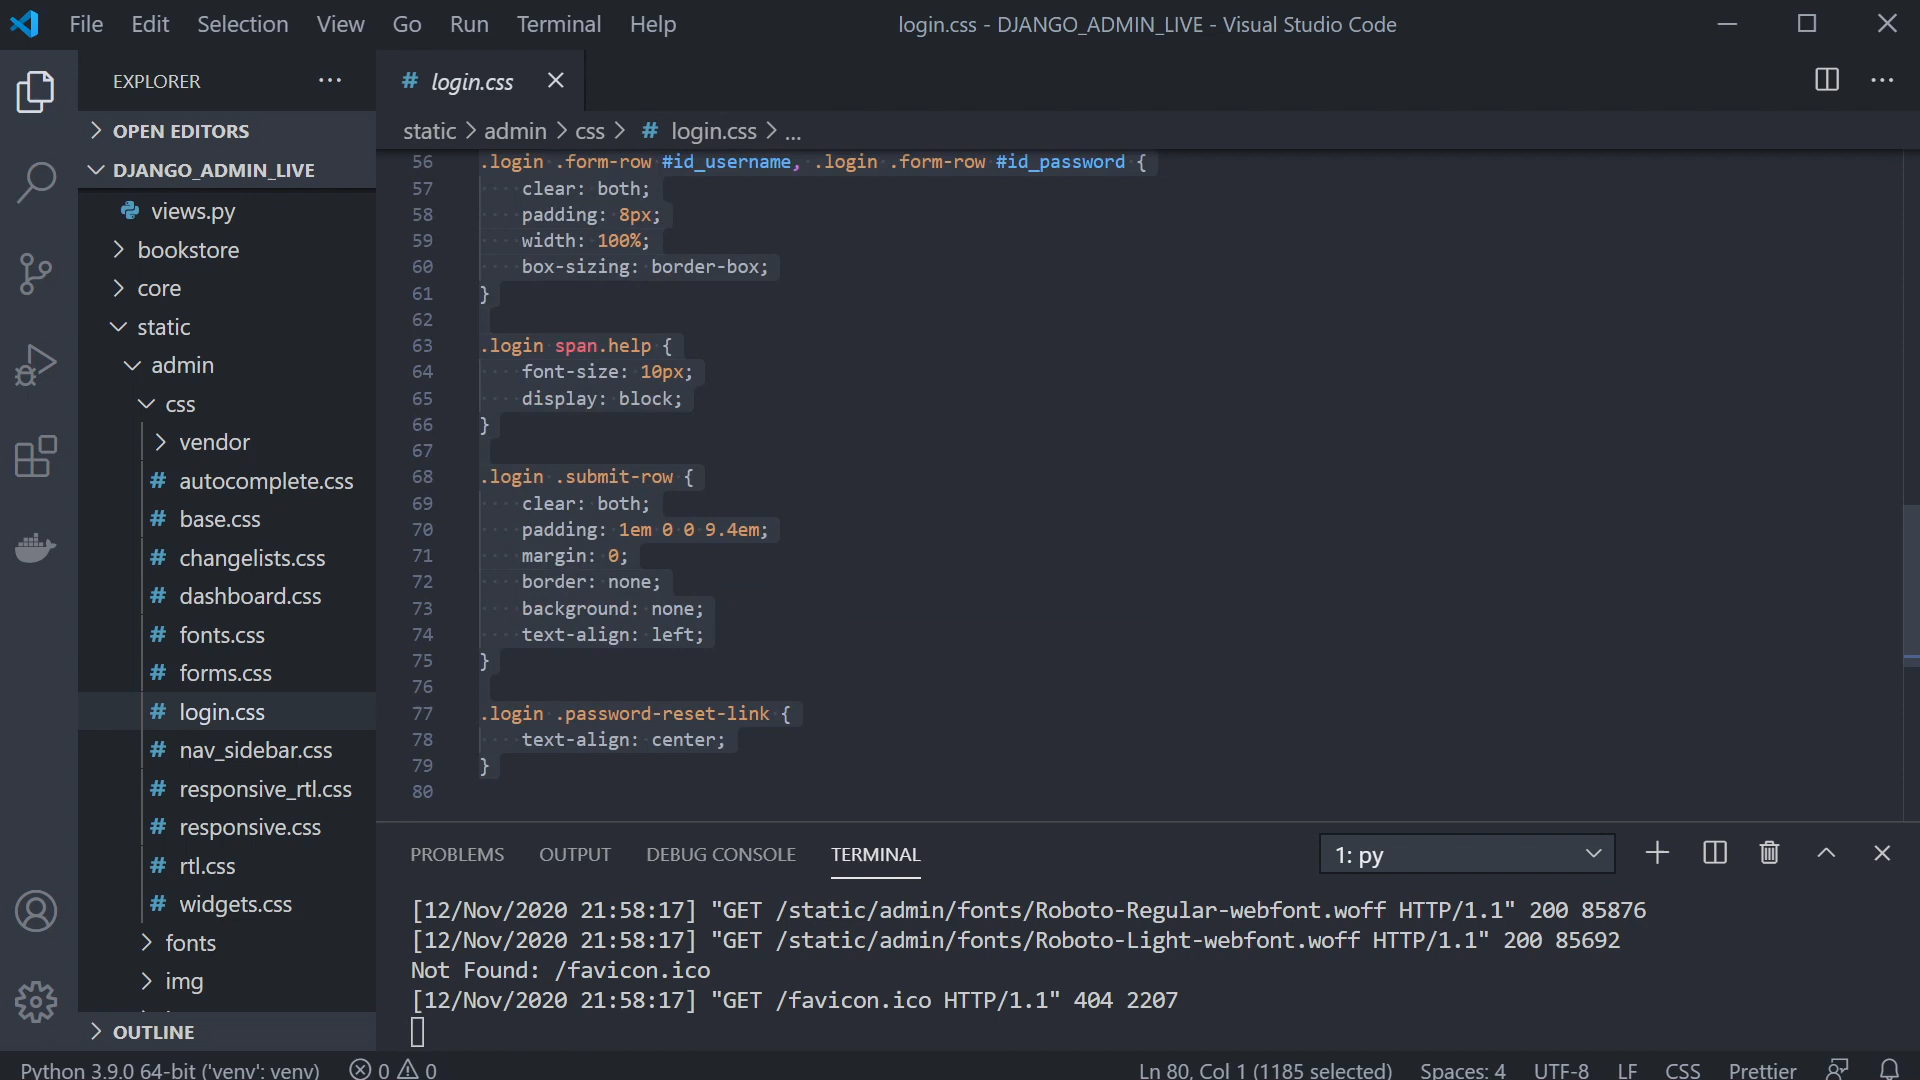 File Edit Selection View Go Run Terminal Help
login.css - DJANGO_ADMIN_LIVE - Visual Studio Code
EXPLORER
OPEN EDITORS
DJANGO_ADMIN_LIVE
views.py
bookstore
core
static
admin
css
vendor
# autocomplete.css
# base.css
# changelists.css
# dashboard.css
# fonts.css
# forms.css
# login.css
# nav_sidebar.css
# responsive_rtl.css
# responsive.css
# rtl.css
# widgets.css
fonts
img
OUTLINE
# login.css
static > admin > css > # login.css > ...
56 .login .form-row #id_username, .login .form-row #id_password {
57 clear: both;
58 padding: 8px;
59 width: 100%;
60 box-sizing: border-box;
61 }
62
63 .login span.help {
64 font-size: 10px;
65 display: block;
66 }
67
68 .login .submit-row {
69 clear: both;
70 padding: 1em 0 0 9.4em;
71 margin: 0;
72 border: none;
73 background: none;
74 text-align: left;
75 }
76
77 .login .password-reset-link {
78 text-align: center;
79 }
80
PROBLEMS OUTPUT DEBUG CONSOLE TERMINAL
1: py
[12/Nov/2020 21:58:17] "GET /static/admin/fonts/Roboto-Regular-webfont.woff HTTP/1.1" 200 85876
[12/Nov/2020 21:58:17] "GET /static/admin/fonts/Roboto-Light-webfont.woff HTTP/1.1" 200 85692
Not Found: /favicon.ico
[12/Nov/2020 21:58:17] "GET /favicon.ico HTTP/1.1" 404 2207
Python 3.9.0 64-bit ('venv': venv) 0 0
Ln 80, Col 1 (1185 selected) Spaces: 4 UTF-8 LF CSS Prettier